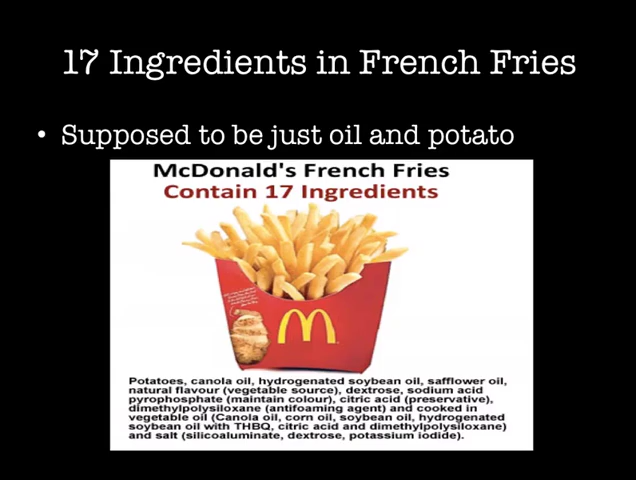 17 Ingredients in French Fries
• Supposed to be just oil and potato
McDonald's French Fries
Contain 17 Ingredients
Potatoes, canola oil, hydrogenated soybean oil, safflower oil,
natural flavour (vegetable source), dextrose, sodium acid
pyrophosphate (maintain colour), citric acid (preservative),
dimethylpolysiloxane (antifoaming agent) and cooked in
vegetable oil (Canola oil, corn oil, soybean oil, hydrogenated
soybean oil with THBQ, citric acid and dimethylpolysiloxane)
and salt (silicoaluminate, dextrose, potassium iodide).